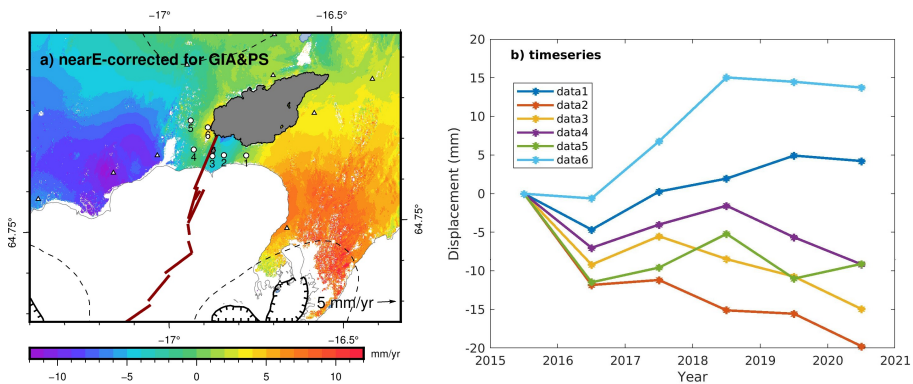 −17° −16.5°
a) nearE-corrected for GIA&PS
5 6
4 3 2 1
64.75° 64.75°
5 mm/yr
−17° −16.5°
mm/yr
−10 −5 0 5 10
b) timeseries
data1
data2
data3
data4
data5
data6
Displacement (mm)
20
15
10
5
0
-5
-10
-15
-20
2015 2016 2017 2018 2019 2020 2021
Year